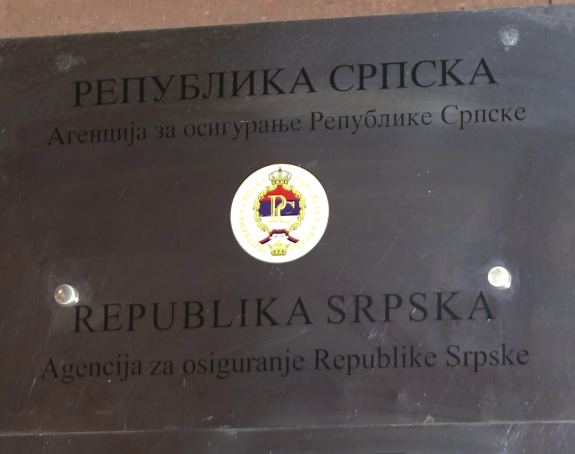 РЕПУБЛИКА СРПСКА
Агенција за осигурање Републике Српске
REPUBLIKA SRPSKA
Agencija za osiguranje Republike Srpske